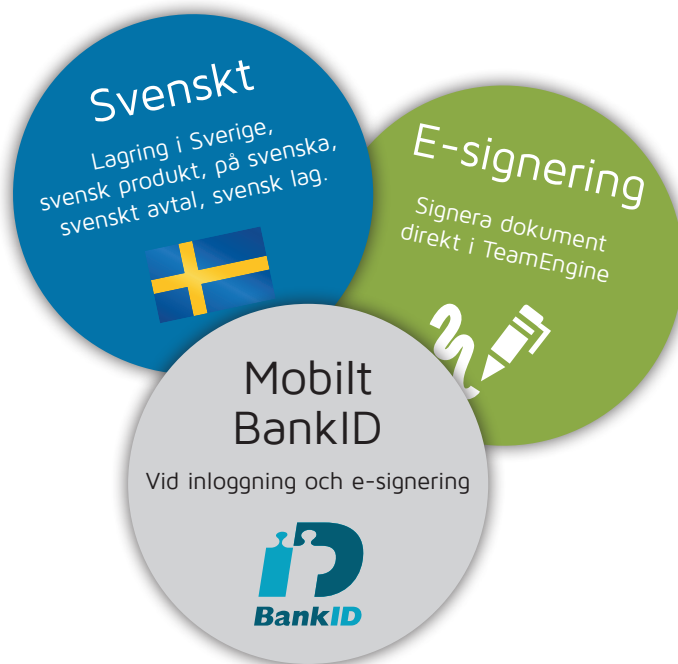 Svenskt
Lagring i Sverige,
svensk produkt, på svenska,
svenskt avtal, svensk lag.
E-signering
Signera dokument
direkt i TeamEngine
Mobilt
BankID
Vid inloggning och e-signering
BankID